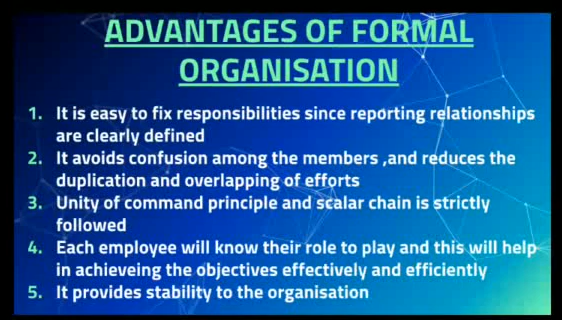 ADVANTAGES OF FORMAL
ORGANISATION
1. It is easy to fix responsibilities since reporting relationships
are clearly defined
2. It avoids confusion among the members ,and reduces the
duplication and overlapping of efforts
3. Unity of command principle and scalar chain is strictly
followed
4. Each employee will know their role to play and this will help
in achieveing the objectives effectively and efficiently
5. It provides stability to the organisation